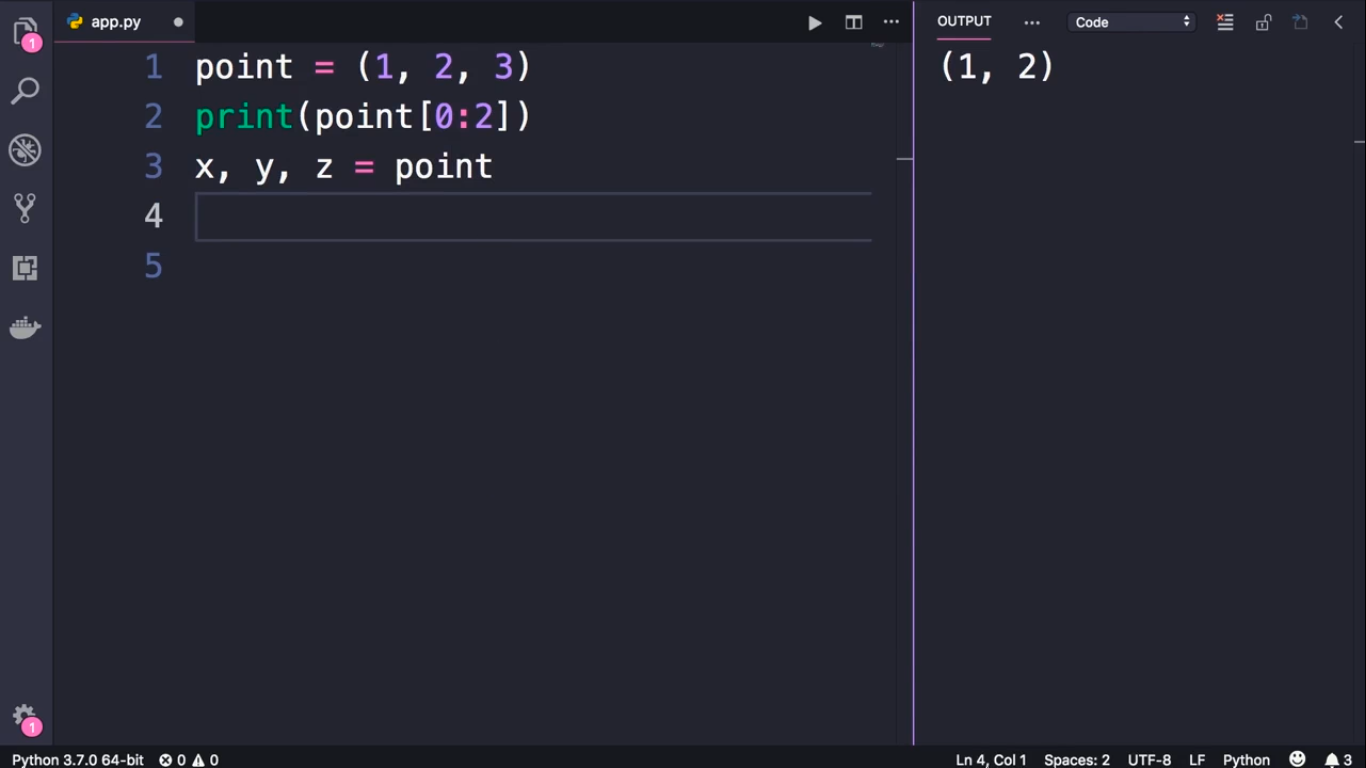 app.py
OUTPUT
Code
1 point = (1, 2, 3)
2 print(point[0:2])
3 x, y, z = point
4
5
(1, 2)
1
1
Python 3.7.0 64-bit 0 0
Ln 4, Col 1 Spaces: 2 UTF-8 LF Python 3